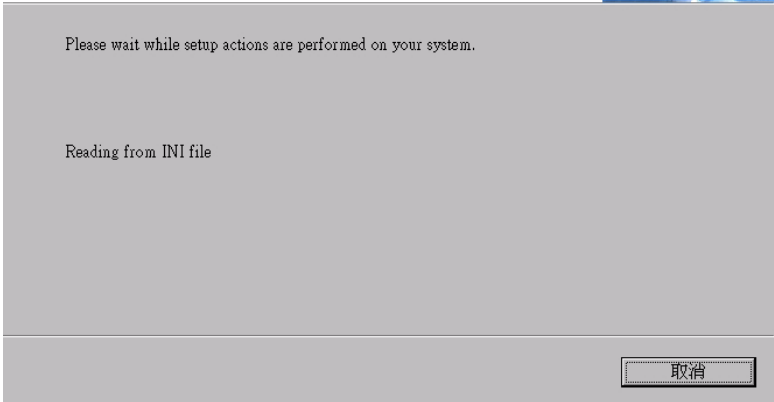 Please wait while setup actions are performed on your system.
Reading from INI file
取消